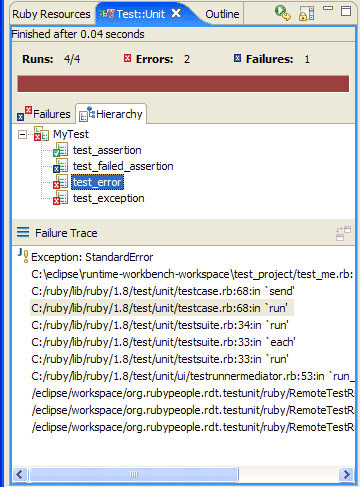 Ruby Resources Test::Unit Outline
Finished after 0.04 seconds
Runs: 4/4 Errors: 2 Failures: 1
Failures Hierarchy
MyTest
test_assertion
test_failed_assertion
test_error
test_exception
Failure Trace
Exception: StandardError
C:\eclipse\runtime-workbench-workspace\test_project/test_me.rb:
C:/ruby/lib/ruby/1.8/test/unit/testcase.rb:68:in `send'
C:/ruby/lib/ruby/1.8/test/unit/testcase.rb:68:in `run'
C:/ruby/lib/ruby/1.8/test/unit/testsuite.rb:34:in `run'
C:/ruby/lib/ruby/1.8/test/unit/testsuite.rb:33:in `each'
C:/ruby/lib/ruby/1.8/test/unit/testsuite.rb:33:in `run'
C:/ruby/lib/ruby/1.8/test/unit/ui/testrunnermediator.rb:53:in `run_
/eclipse/workspace/org.rubypeople.rdt.testunit/ruby/RemoteTestR
/eclipse/workspace/org.rubypeople.rdt.testunit/ruby/RemoteTestR
/eclipse/workspace/org.rubypeople.rdt.testunit/ruby/RemoteTestR